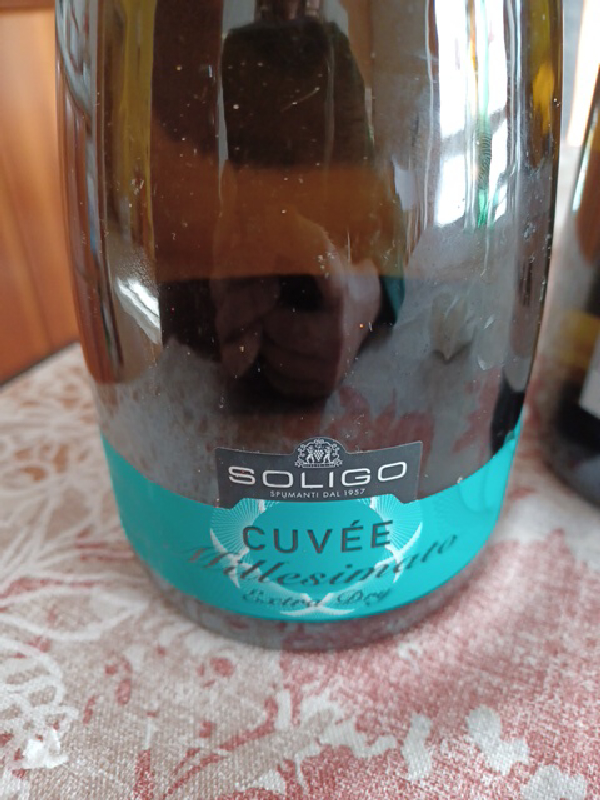 SOLIGO
SPUMANTI DAL 1957
CUVÉE
Millesimato
Extra Dry